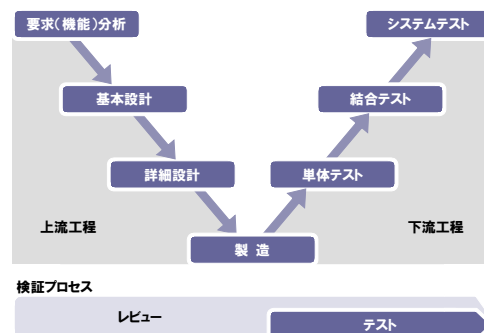 要求(機能)分析
システムテスト
基本設計
結合テスト
詳細設計
単体テスト
上流工程
下流工程
製 造
検証プロセス
レビュー
テスト